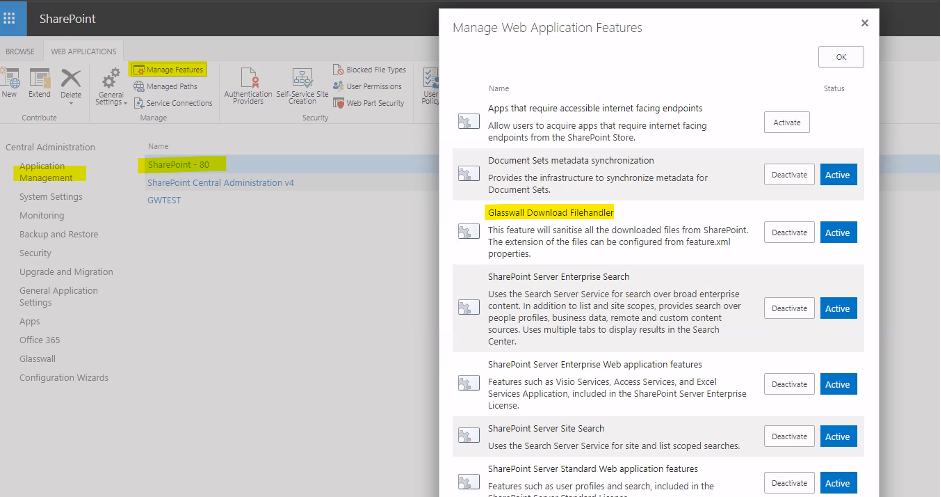 SharePoint
BROWSE
WEB APPLICATIONS
New
Extend
Delete
General
Settings
Manage Features
Managed Paths
Service Connections
Authentication
Providers
Self-Service Site
Creation
Blocked File Types
User Permissions
Web Part Security
User
Policy
Contribute
Manage
Security
Central Administration
Application
Management
System Settings
Monitoring
Backup and Restore
Security
Upgrade and Migration
General Application
Settings
Apps
Office 365
Glasswall
Configuration Wizards
Name
SharePoint - 80
SharePoint Central Administration v4
GWTEST
Manage Web Application Features
OK
Name
Status
Apps that require accessible internet facing endpoints
Allow users to acquire apps that require internet facing
endpoints from the SharePoint Store.
Activate
Document Sets metadata synchronization
Provides the infrastructure to synchronize metadata for
Document Sets.
Deactivate
Active
Glasswall Download Filehandler
This feature will sanitise all the downloaded files from SharePoint.
The extension of the files can be configured from feature.xml
properties.
Deactivate
Active
SharePoint Server Enterprise Search
Uses the Search Server Service for search over broad enterprise
content. In addition to list and site scopes, provides search over
people profiles, business data, remote and custom content
sources. Uses multiple tabs to display results in the Search
Center.
Deactivate
Active
SharePoint Server Enterprise Web application features
Features such as Visio Services, Access Services, and Excel
Services Application, included in the SharePoint Server Enterprise
License.
Deactivate
Active
SharePoint Server Site Search
Uses the Search Server Service for site and list scoped searches.
Deactivate
Active
SharePoint Server Standard Web application features
Features such as user profiles and search, included in the
SharePoint Server Standard License.
Deactivate
Active